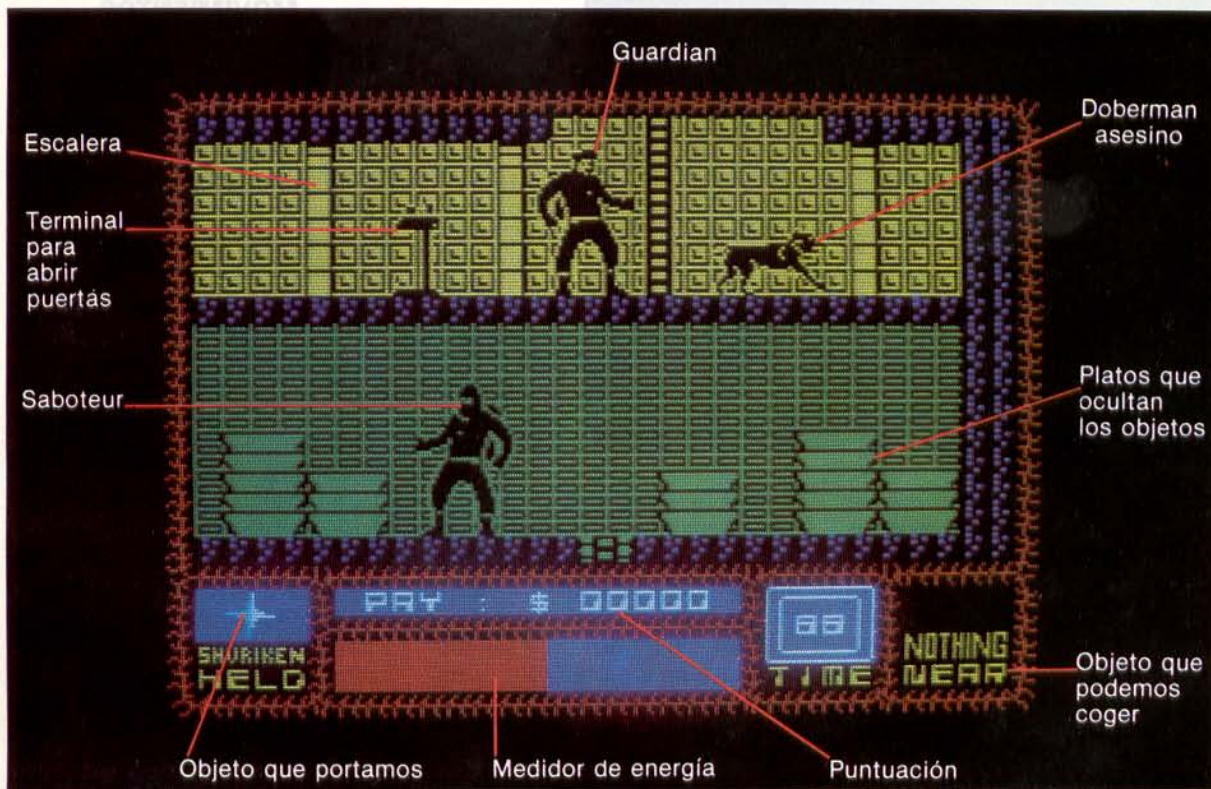 Guardian
Escalera
Doberman
asesino
Terminal
para
abrir
puertas
Saboteur
Platos que
ocultan
los objetos
PAY : $ 00000
SHURIKEN
HELD
88
TIME
NOTHING
NEAR
Objeto que
podemos
coger
Objeto que portamos
Medidor de energía
Puntuación